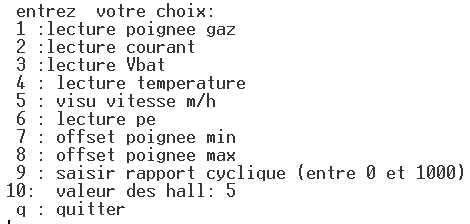 entrez  votre choix:
1 :lecture poignee gaz
2 :lecture courant
3 :lecture Vbat
4 : lecture temperature
5 : visu vitesse m/h
6 : lecture pe
7 : offset poignee min
8 : offset poignee max
9 : saisir rapport cyclique (entre 0 et 1000)
10:  valeur des hall: 5
q : quitter